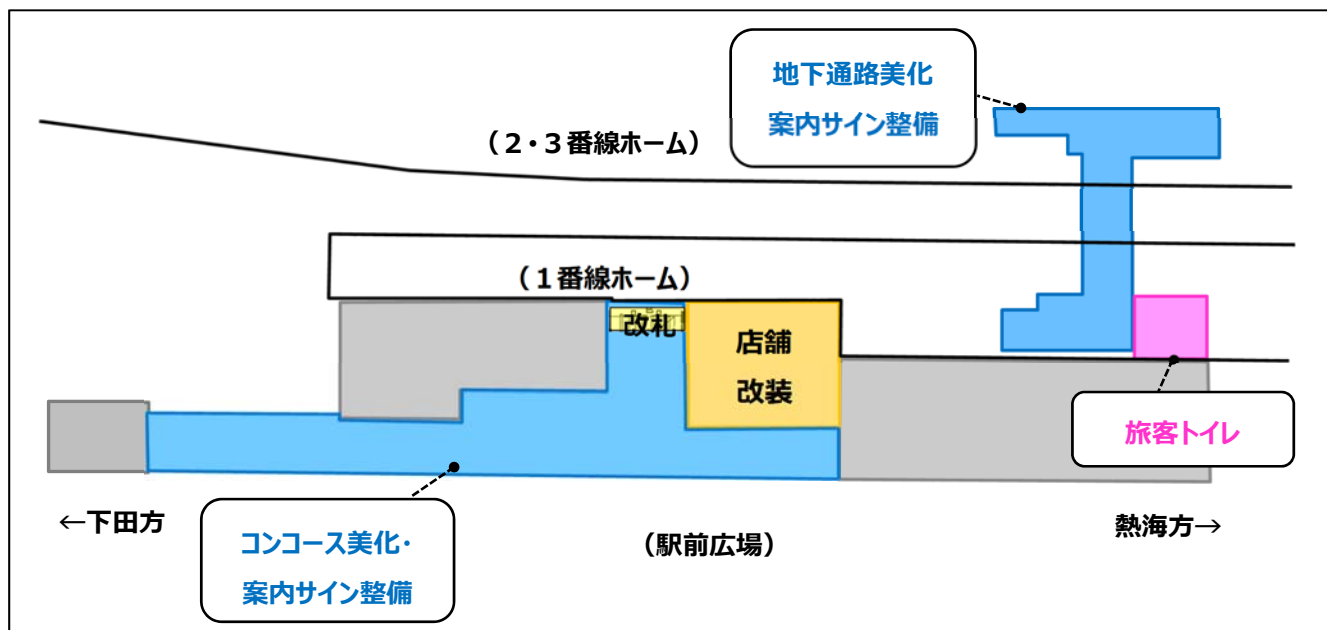 地下通路美化
案内サイン整備
（２・３番線ホーム）
（１番線ホーム）
改札
店舗
改装
旅客トイレ
←下田方
熱海方→
コンコース美化・
案内サイン整備
（駅前広場）